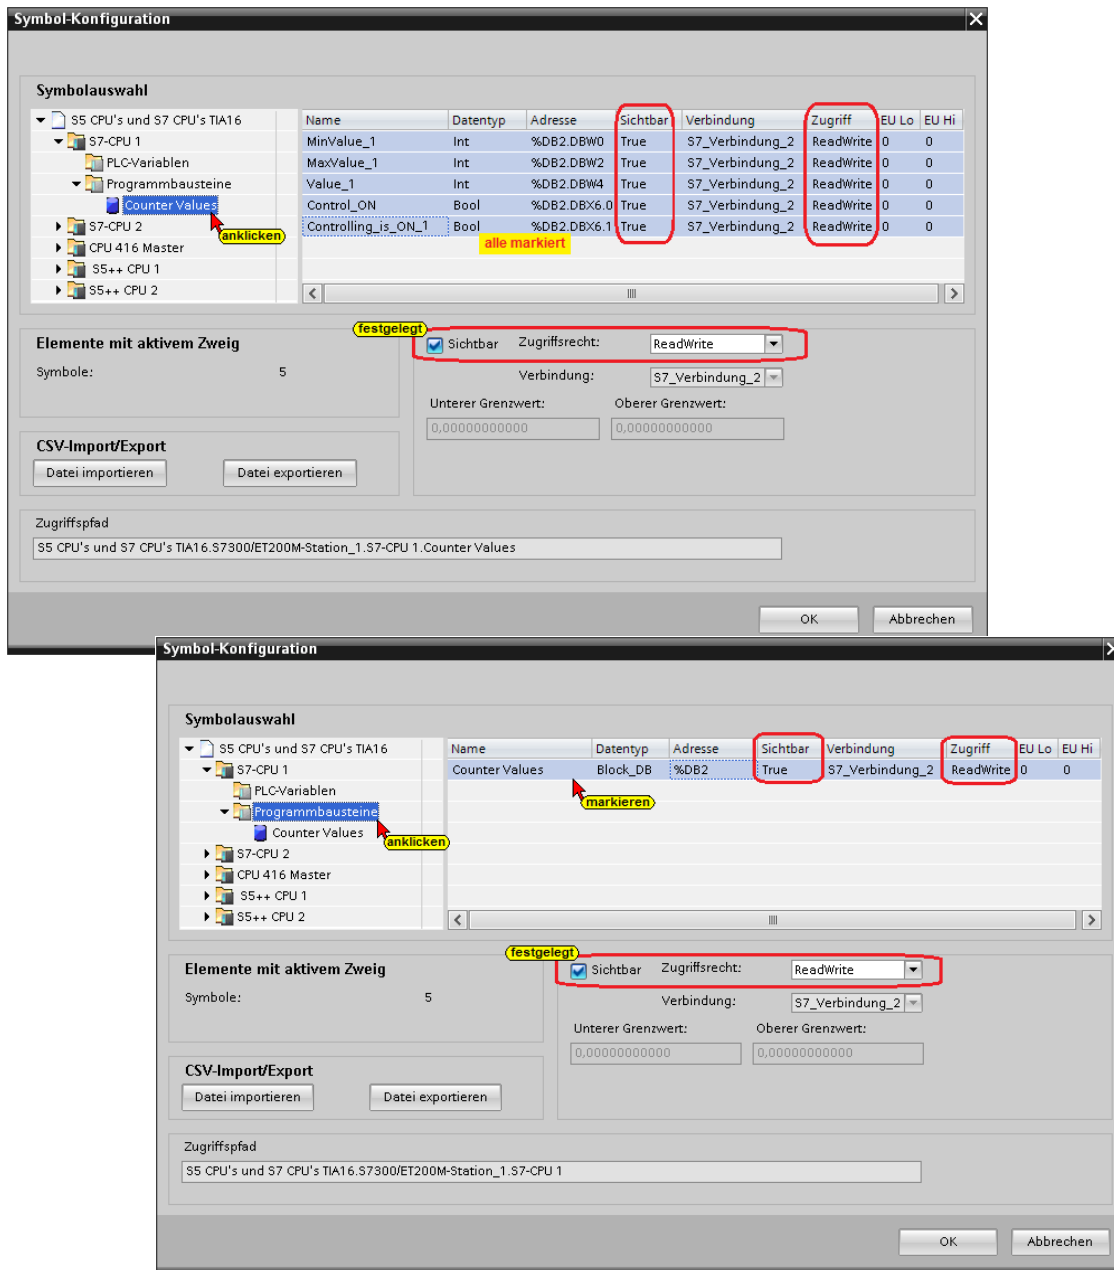 Symbol-Konfiguration
Symbolauswahl
S5 CPU's und S7 CPU's TIA16
S7-CPU 1
PLC-Variablen
Programmbausteine
Counter Values
anklicken
S7-CPU 2
CPU 416 Master
S5++ CPU 1
S5++ CPU 2
Name Datentyp Adresse Sichtbar Verbindung Zugriff EU Lo EU Hi
MinValue_1 Int %DB2.DBW0 True S7_Verbindung_2 ReadWrite 0 0
MaxValue_1 Int %DB2.DBW2 True S7_Verbindung_2 ReadWrite 0 0
Value_1 Int %DB2.DBW4 True S7_Verbindung_2 ReadWrite 0 0
Control_ON Bool %DB2.DBX6.0 True S7_Verbindung_2 ReadWrite 0 0
Controlling_is_ON_1 Bool %DB2.DBX6.1 True S7_Verbindung_2 ReadWrite 0 0
alle markiert
Elemente mit aktivem Zweig
Symbole: 5
CSV-Import/Export
Datei importieren Datei exportieren
festgelegt
Sichtbar Zugriffsrecht: ReadWrite
Verbindung: S7_Verbindung_2
Unterer Grenzwert: Oberer Grenzwert:
0,00000000000 0,00000000000
Zugriffspfad
S5 CPU's und S7 CPU's TIA16.S7300/ET200M-Station_1.S7-CPU 1.Counter Values
OK Abbrechen
Symbol-Konfiguration
Symbolauswahl
S5 CPU's und S7 CPU's TIA16
S7-CPU 1
PLC-Variablen
Programmbausteine
Counter Values
anklicken
S7-CPU 2
CPU 416 Master
S5++ CPU 1
S5++ CPU 2
Name Datentyp Adresse Sichtbar Verbindung Zugriff EU Lo EU Hi
Counter Values Block_DB %DB2 True S7_Verbindung_2 ReadWrite 0 0
markieren
Elemente mit aktivem Zweig
Symbole: 5
CSV-Import/Export
Datei importieren Datei exportieren
festgelegt
Sichtbar Zugriffsrecht: ReadWrite
Verbindung: S7_Verbindung_2
Unterer Grenzwert: Oberer Grenzwert:
0,00000000000 0,00000000000
Zugriffspfad
S5 CPU's und S7 CPU's TIA16.S7300/ET200M-Station_1.S7-CPU 1
OK Abbrechen